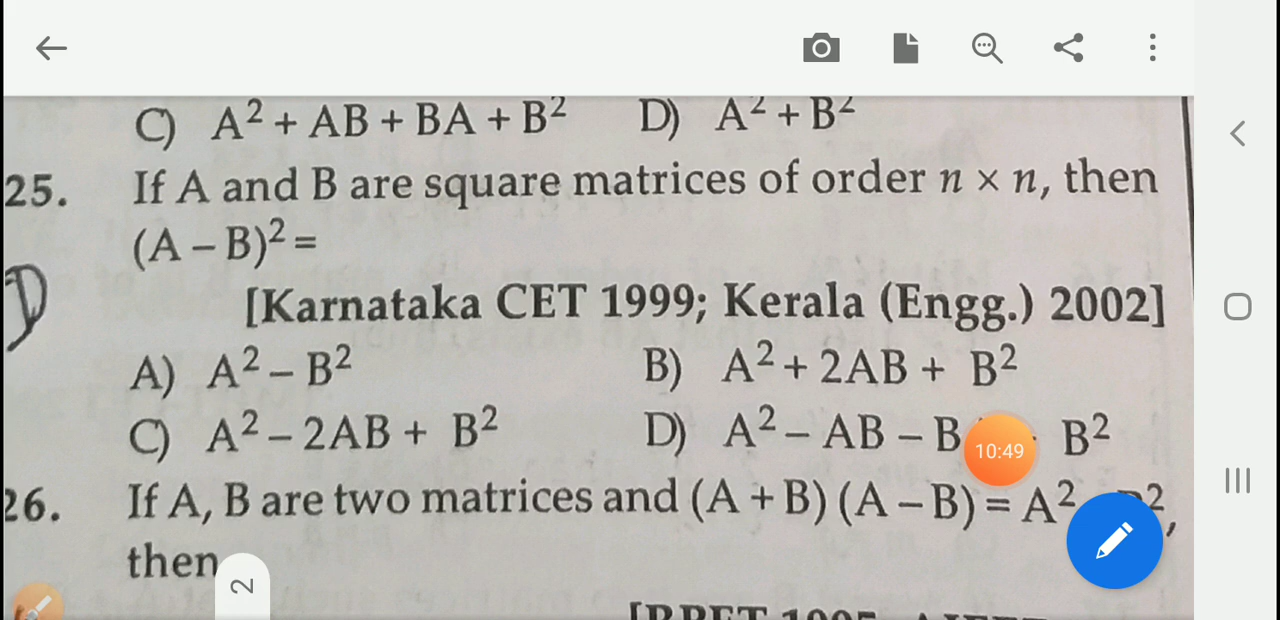 C) A² + AB + BA + B² D) A² + B²
25. If A and B are square matrices of order n × n, then
(A – B)² =
D
[Karnataka CET 1999; Kerala (Engg.) 2002]
A) A² – B² B) A² + 2AB + B²
C) A² – 2AB + B² D) A² – AB – B B²
10:49
26. If A, B are two matrices and (A + B) (A – B) = A² ²,
then
2